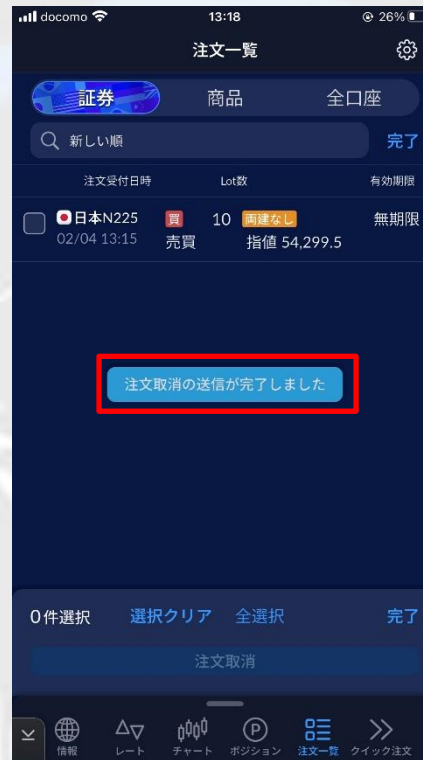 docomo 13:18 26%
注文一覧
証券 商品 全口座
新しい順 完了
注文受付日時 Lot数 有効期限
日本N225 買 10 両建なし 無期限
02/04 13:15 売買 指値 54,299.5
注文取消の送信が完了しました
0件選択 選択クリア 全選択 完了
注文取消
情報 レート チャート ポジション 注文一覧 クイック注文